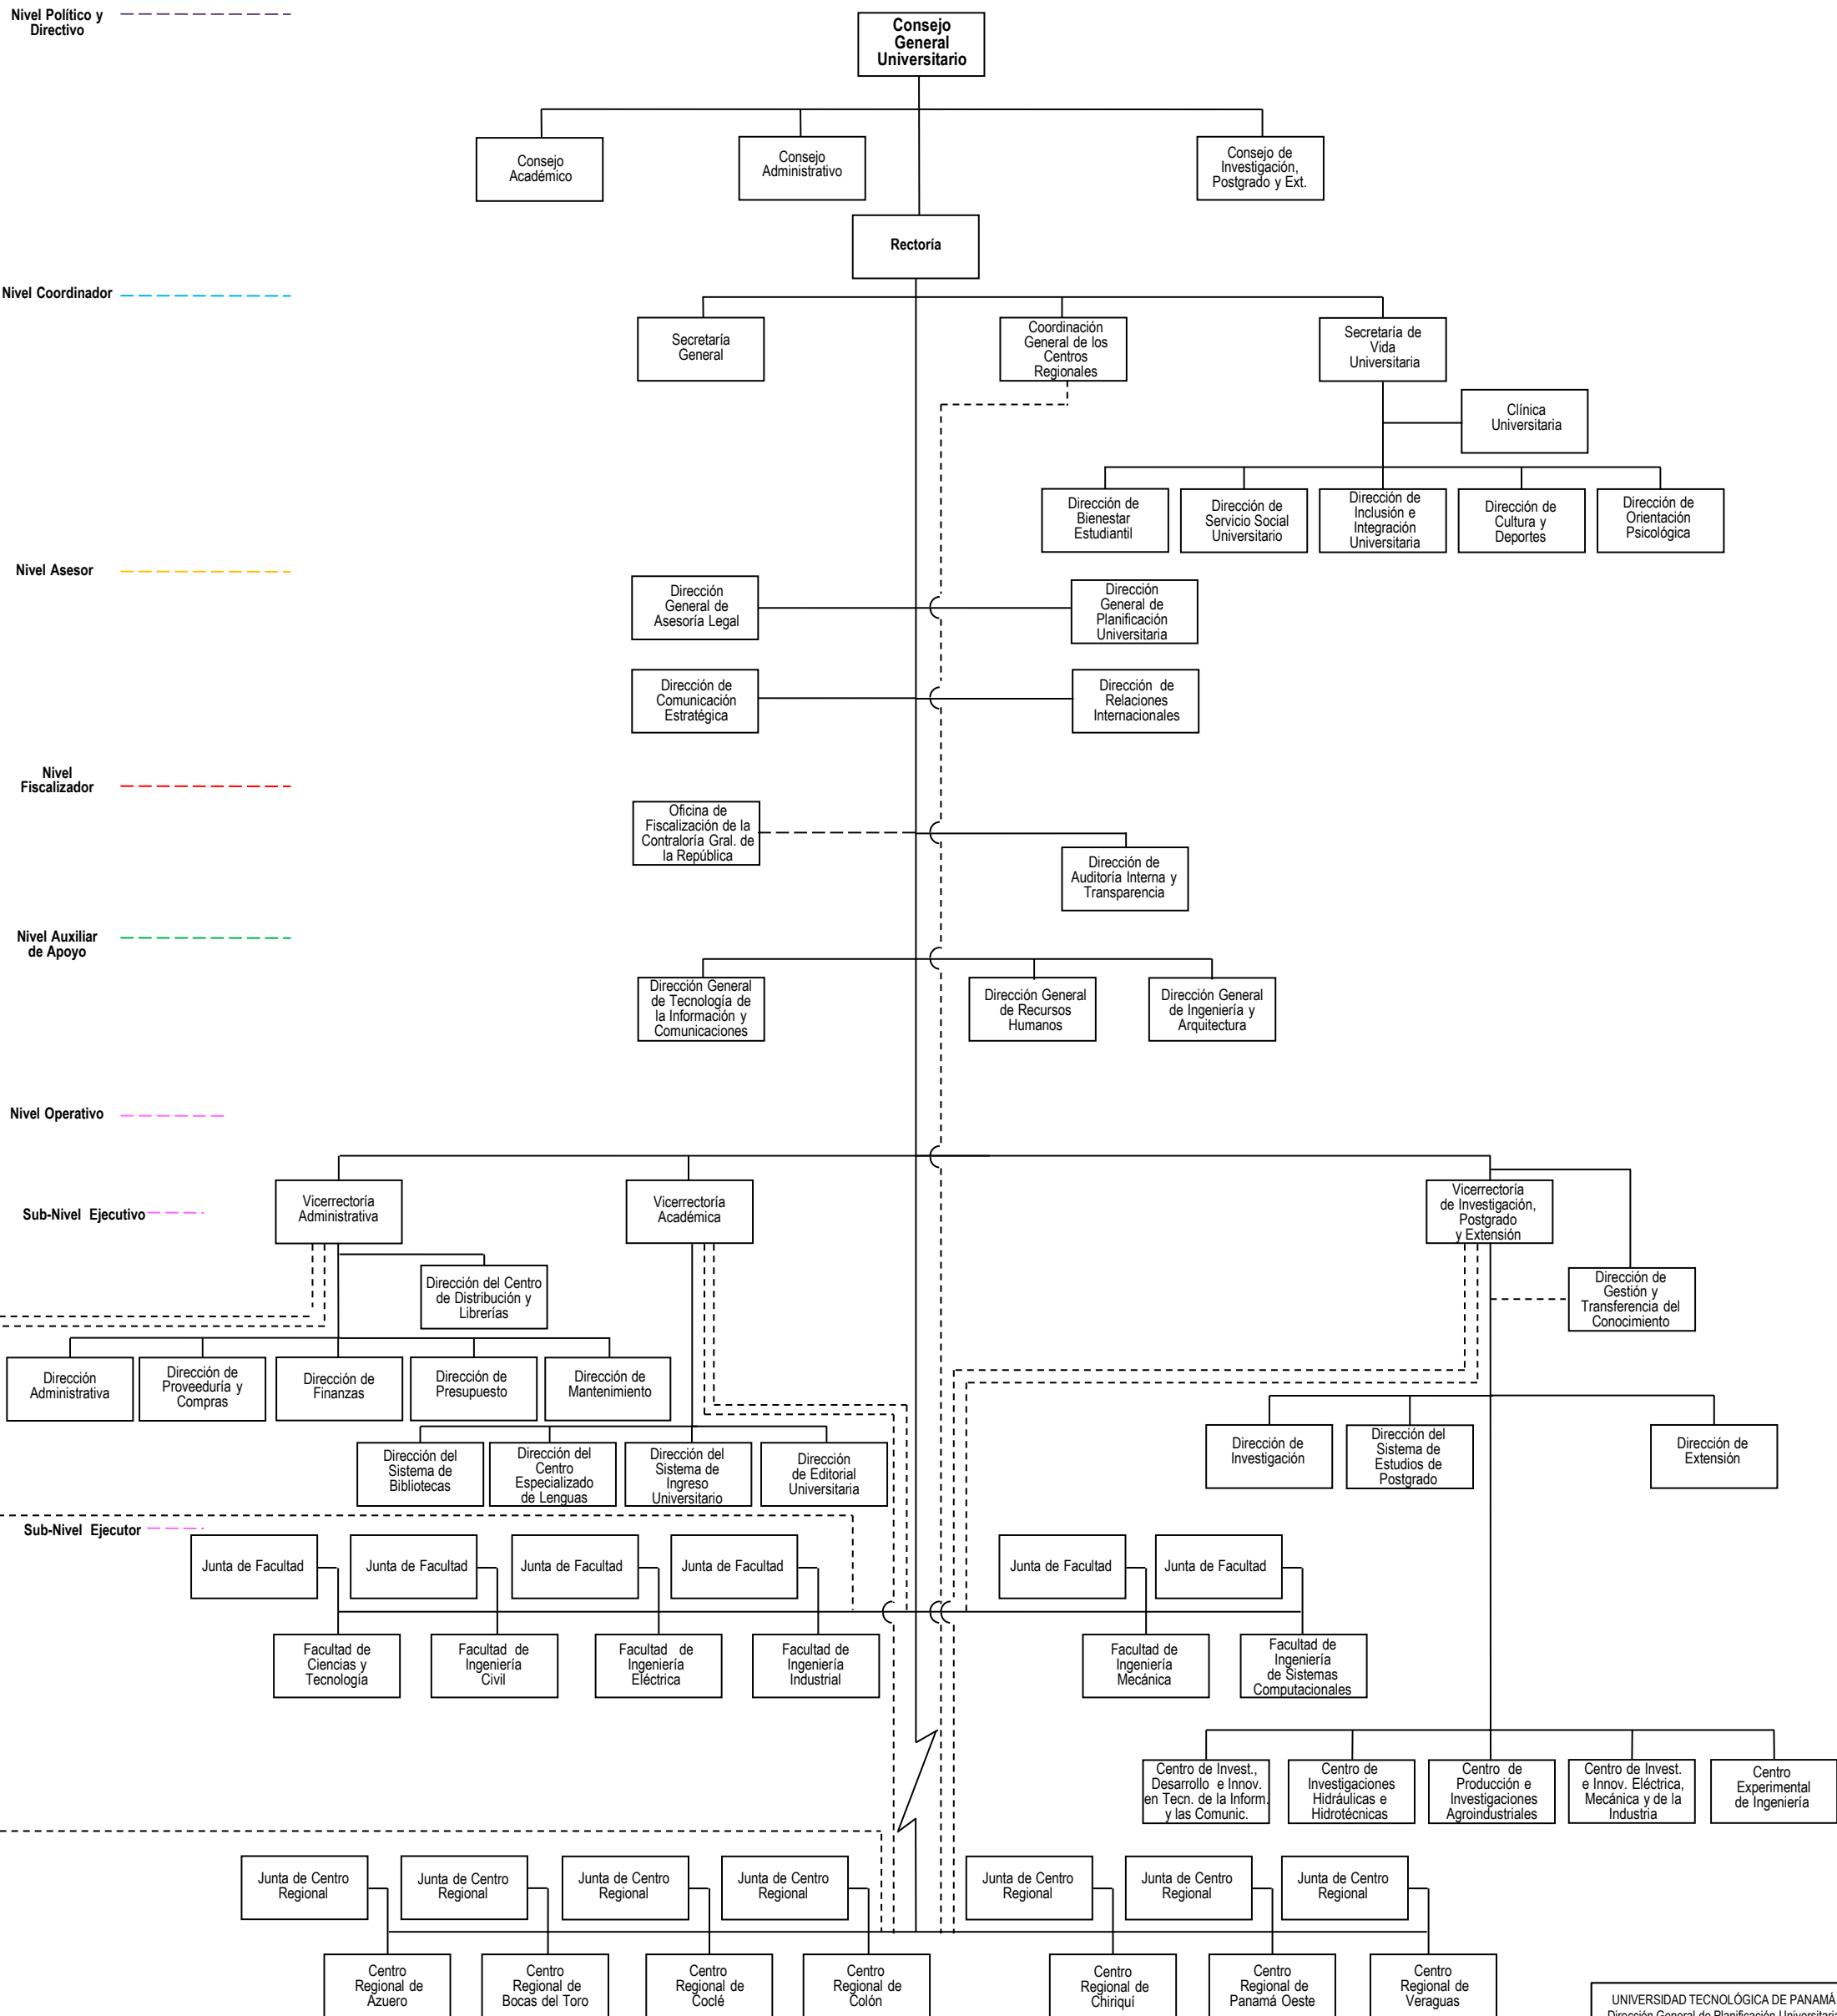 Nivel Político y
Directivo
Consejo
General
Universitario
Consejo
Académico
Consejo
Administrativo
Consejo de
Investigación,
Postgrado y Ext.
Rectoría
Nivel Coordinador
Secretaría
General
Coordinación
General de los
Centros
Regionales
Secretaría de
Vida
Universitaria
Clínica
Universitaria
Dirección de
Bienestar
Estudiantil
Dirección de
Servicio Social
Universitario
Dirección de
Inclusión e
Integración
Universitaria
Dirección de
Cultura y
Deportes
Dirección de
Orientación
Psicológica
Nivel Asesor
Dirección
General de
Asesoría Legal
Dirección
General de
Planificación
Universitaria
Dirección de
Comunicación
Estratégica
Dirección de
Relaciones
Internacionales
Nivel
Fiscalizador
Oficina de
Fiscalización de la
Contraloría Gral. de
la República
Dirección de
Auditoría Interna y
Transparencia
Nivel Auxiliar
de Apoyo
Dirección General
de Tecnología de
la Información y
Comunicaciones
Dirección General
de Recursos
Humanos
Dirección General
de Ingeniería y
Arquitectura
Nivel Operativo
Sub-Nivel Ejecutivo
Vicerrectoría
Administrativa
Vicerrectoría
Académica
Vicerrectoría
de Investigación,
Postgrado
y Extensión
Dirección del Centro
de Distribución y
Librerías
Dirección de
Gestión y
Transferencia del
Conocimiento
Dirección
Administrativa
Dirección de
Proveeduría y
Compras
Dirección de
Finanzas
Dirección de
Presupuesto
Dirección de
Mantenimiento
Dirección del
Sistema de
Bibliotecas
Dirección del
Centro
Especializado
de Lenguas
Dirección del
Sistema de
Ingreso
Universitario
Dirección
de Editorial
Universitaria
Dirección de
Investigación
Dirección del
Sistema de
Estudios de
Postgrado
Dirección de
Extensión
Sub-Nivel Ejecutor
Junta de Facultad
Junta de Facultad
Junta de Facultad
Junta de Facultad
Junta de Facultad
Junta de Facultad
Facultad de
Ciencias y
Tecnología
Facultad de
Ingeniería
Civil
Facultad de
Ingeniería
Eléctrica
Facultad de
Ingeniería
Industrial
Facultad de
Ingeniería
Mecánica
Facultad de
Ingeniería
de Sistemas
Computacionales
Centro de Invest.,
Desarrollo e Innov.
en Tecn. de la Inform.
y las Comunic.
Centro de
Investigaciones
Hidráulicas e
Hidrotécnicas
Centro de
Producción e
Investigaciones
Agroindustriales
Centro de Invest.
e Innov. Eléctrica,
Mecánica y de la
Industria
Centro
Experimental
de Ingeniería
Junta de Centro
Regional
Junta de Centro
Regional
Junta de Centro
Regional
Junta de Centro
Regional
Junta de Centro
Regional
Junta de Centro
Regional
Junta de Centro
Regional
Centro
Regional de
Azuero
Centro
Regional de
Bocas del Toro
Centro
Regional de
Coclé
Centro
Regional de
Colón
Centro
Regional de
Chiriquí
Centro
Regional de
Panamá Oeste
Centro
Regional de
Veraguas
UNIVERSIDAD TECNOLÓGICA DE PANAMÁ
Dirección General de Planificación Universitaria